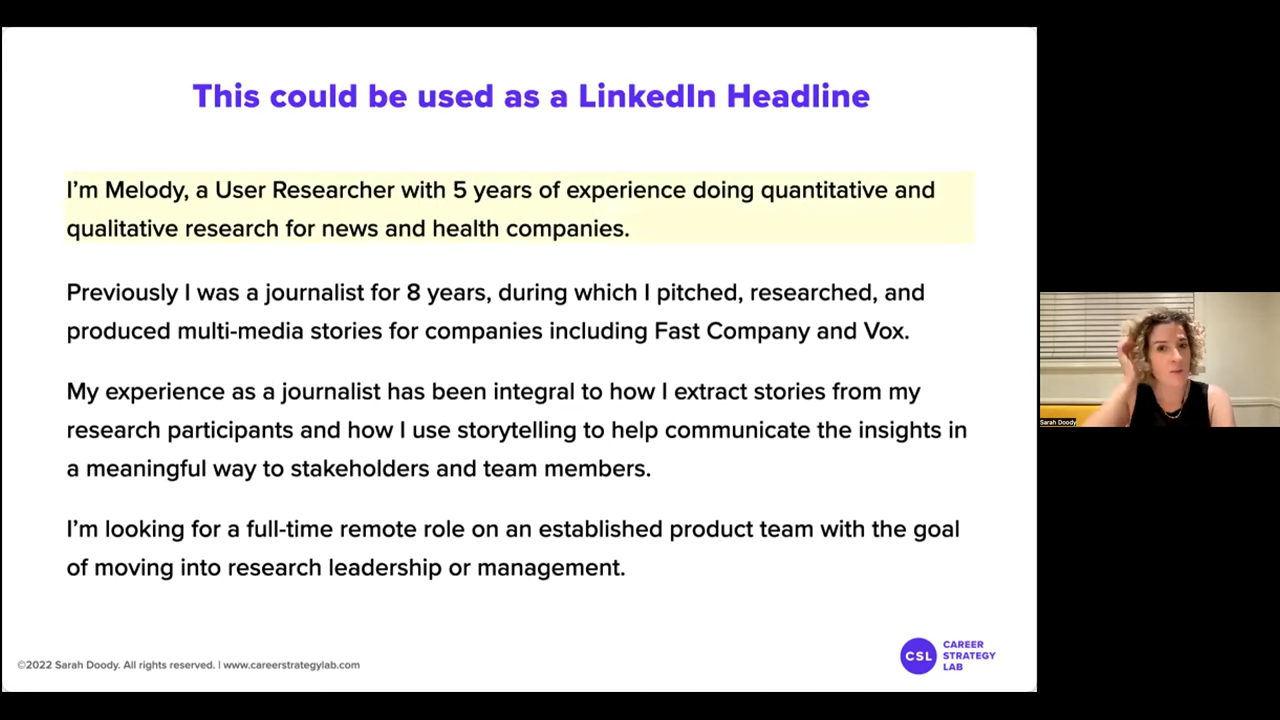 This could be used as a LinkedIn Headline
I'm Melody, a User Researcher with 5 years of experience doing quantitative and
qualitative research for news and health companies.
Previously I was a journalist for 8 years, during which I pitched, researched, and
produced multi-media stories for companies including Fast Company and Vox.
My experience as a journalist has been integral to how I extract stories from my
research participants and how I use storytelling to help communicate the insights in
a meaningful way to stakeholders and team members.
I'm looking for a full-time remote role on an established product team with the goal
of moving into research leadership or management.
©2022 Sarah Doody. All rights reserved. | www.careerstrategylab.com
CSL
CAREER
STRATEGY
LAB
Sarah Doody